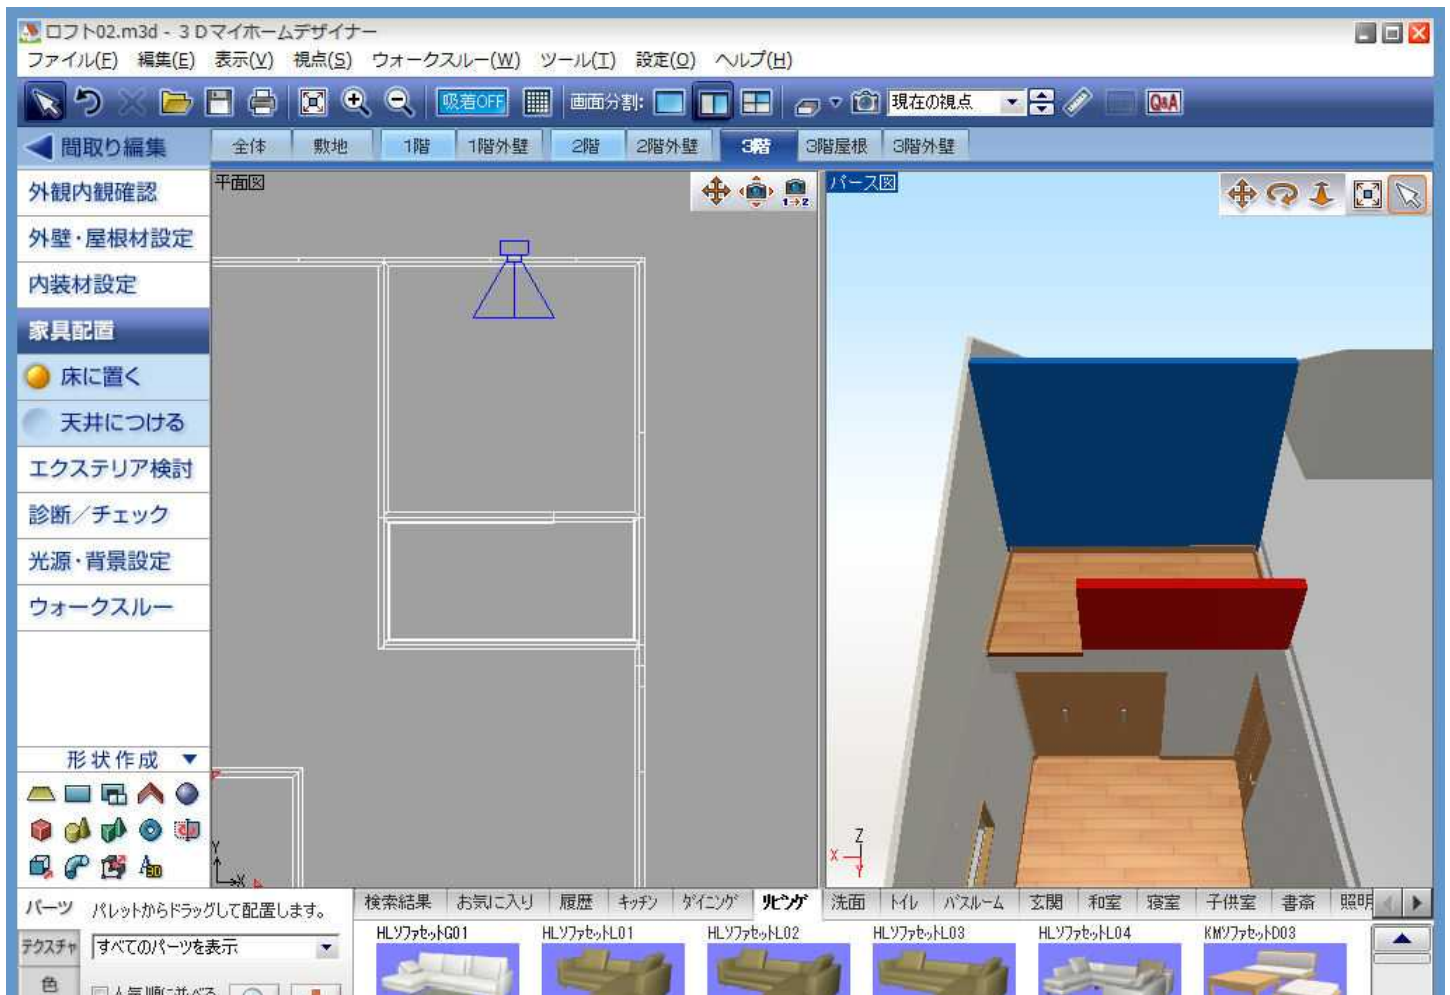 ロフト02.m3d - 3Dマイホームデザイナー
ファイル(F) 編集(E) 表示(V) 視点(S) ウォークスルー(W) ツール(T) 設定(O) ヘルプ(H)
吸着OFF 画面分割: 現在の視点 Q&A
間取り編集 全体 敷地 1階 1階外壁 2階 2階外壁 3階 3階屋根 3階外壁
平面図 1→2 パース図
外観内観確認
外壁・屋根材設定
内装材設定
家具配置
床に置く
天井につける
エクステリア検討
診断／チェック
光源・背景設定
ウォークスルー
形状作成
3D
Y
X
Z
X
Y
パーツ パレットからドラッグして配置します。
検索結果 お気に入り 履歴 キッチン ダイニング リビング 洗面 トイレ バスルーム 玄関 和室 寝室 子供室 書斎 照明
テクスチャ すべてのパーツを表示
HLソファセットG01 HLソファセットL01 HLソファセットL02 HLソファセットL03 HLソファセットL04 KMソファセットD03
色 人気順に並べる